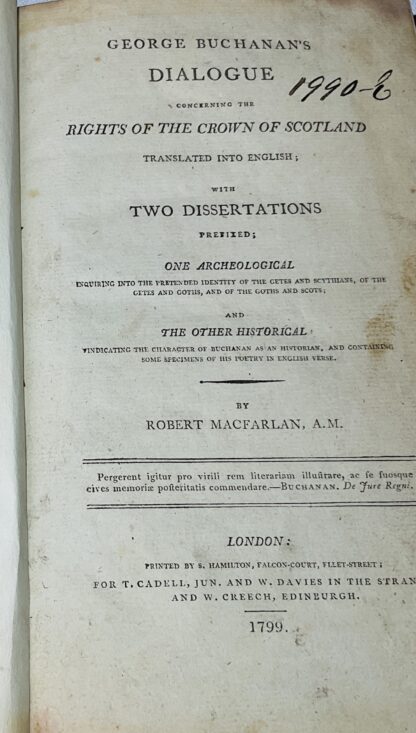 GEORGE BUCHANAN'S
DIALOGUE
1990-
CONCERNING THE
RIGHTS OF THE CROWN OF SCOTLAND
TRANSLATED INTO ENGLISH;
WITH
TWO DISSERTATIONS
PREFIXED;
ONE ARCHEOLOGICAL
ENQUIRING INTO THE PRETENDED IDENTITY OF THE GETES AND SCYTHIANS, OF THE
GETES AND GOTHS, AND OF THE GOTHS AND SCOTS;
AND
THE OTHER HISTORICAL
VINDICATING THE CHARACTER OF BUCHANAN AS AN HISTORIAN, AND CONTAINING
SOME SPECIMENS OF HIS POETRY IN ENGLISH VERSE.
BY
ROBERT MACFARLAN, A.M.
Pergerent igitur pro virili rem literariam illuſtrare, ac ſe ſuosque
cives memoriæ poſteritatis commendare.—BUCHANAN. De Jure Regni.
LONDON:
PRINTED BY S. HAMILTON, FALCON-COURT, FLEET-STREET;
FOR T. CADELL, JUN. AND W. DAVIES IN THE STRAN
AND W. CREECH, EDINBURGH.
1799.